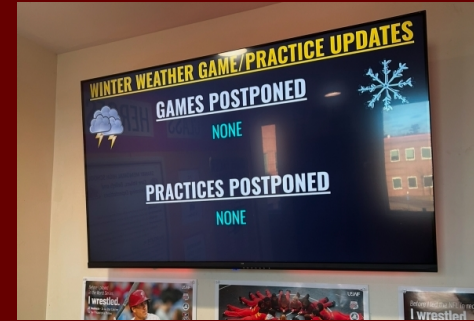 WINTER WEATHER GAME/PRACTICE UPDATES
GAMES POSTPONED
NONE
PRACTICES POSTPONED
NONE
I wrestled.
I wrestled